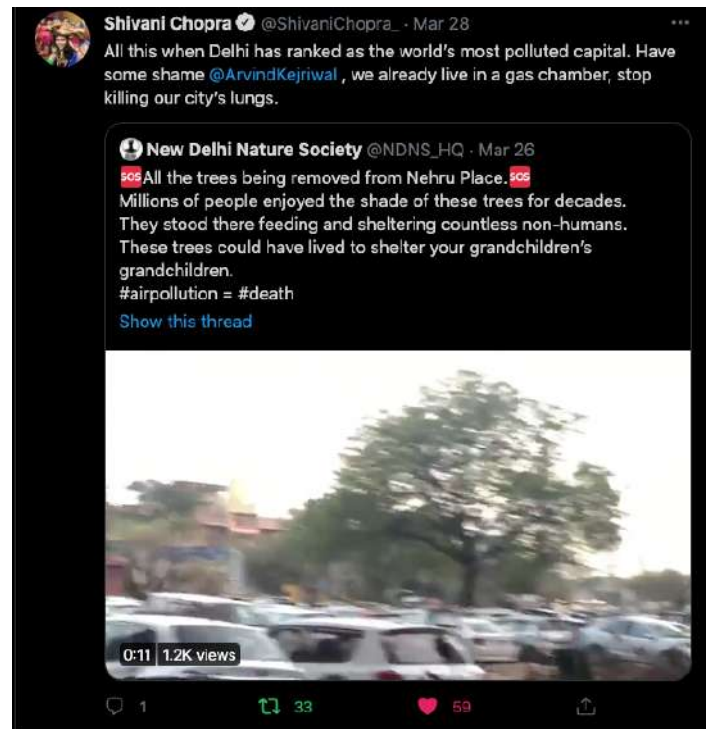 Shivani Chopra @ShivaniChopra_ · Mar 28
All this when Delhi has ranked as the world's most polluted capital. Have
some shame @ArvindKejriwal , we already live in a gas chamber, stop
killing our city's lungs.
New Delhi Nature Society @NDNS_HQ · Mar 26
🆘All the trees being removed from Nehru Place.🆘
Millions of people enjoyed the shade of these trees for decades.
They stood there feeding and sheltering countless non-humans.
These trees could have lived to shelter your grandchildren's
grandchildren.
#airpollution = #death
Show this thread
0:11 1.2K views
1 33 59